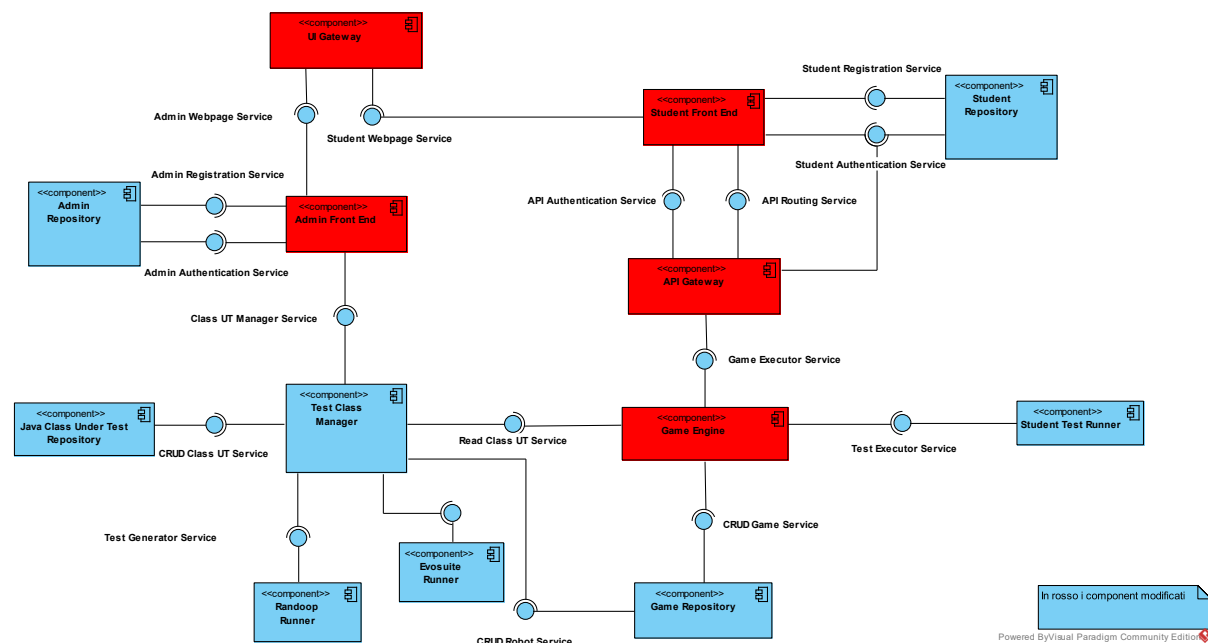 <<component>>
UI Gateway
Student Registration Service
<<component>>
Student
Repository
<<component>>
Student Front End
Admin Webpage Service
Student Webpage Service
Student Authentication Service
Admin Registration Service
<<component>>
Admin
Repository
<<component>>
Admin Front End
API Authentication Service
API Routing Service
Admin Authentication Service
<<component>>
API Gateway
Class UT Manager Service
Game Executor Service
<<component>>
Test Class
Manager
<<component>>
Java Class Under Test
Repository
CRUD Class UT Service
Read Class UT Service
<<component>>
Game Engine
<<component>>
Student Test Runner
Test Executor Service
Test Generator Service
CRUD Game Service
<<component>>
Evosuite
Runner
<<component>>
Randoop
Runner
<<component>>
Game Repository
In rosso i component modificati
CRUD Robot Service
Powered ByVisual Paradigm Community Edition